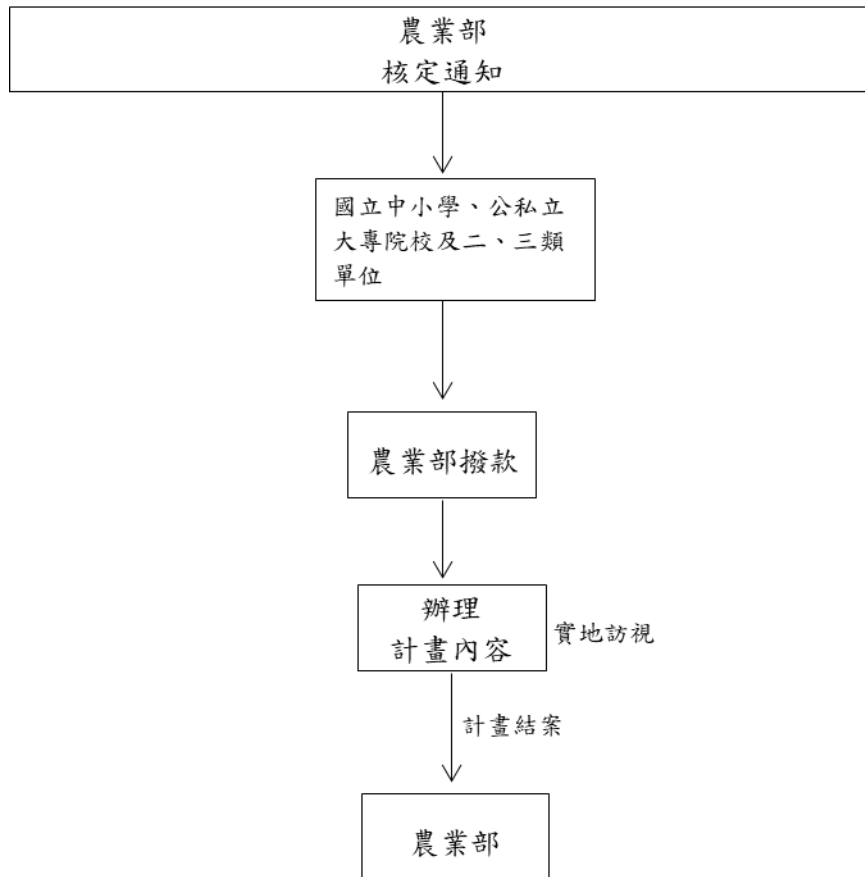 農業部
核定通知
國立中小學、公私立
大專院校及二、三類
單位
農業部撥款
辦理
計畫內容
實地訪視
計畫結案
農業部